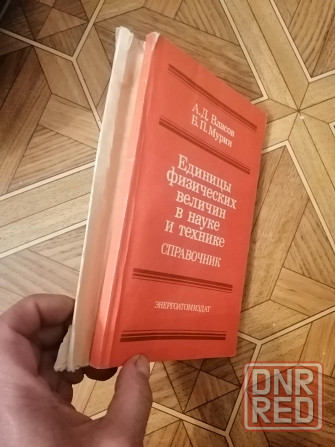 А.Д. Власов
Б.П. Мурин
Единицы
физических
величин
в науке
и технике
СПРАВОЧНИК
ЭНЕРГОАТОМИЗДАТ
DNR
RED